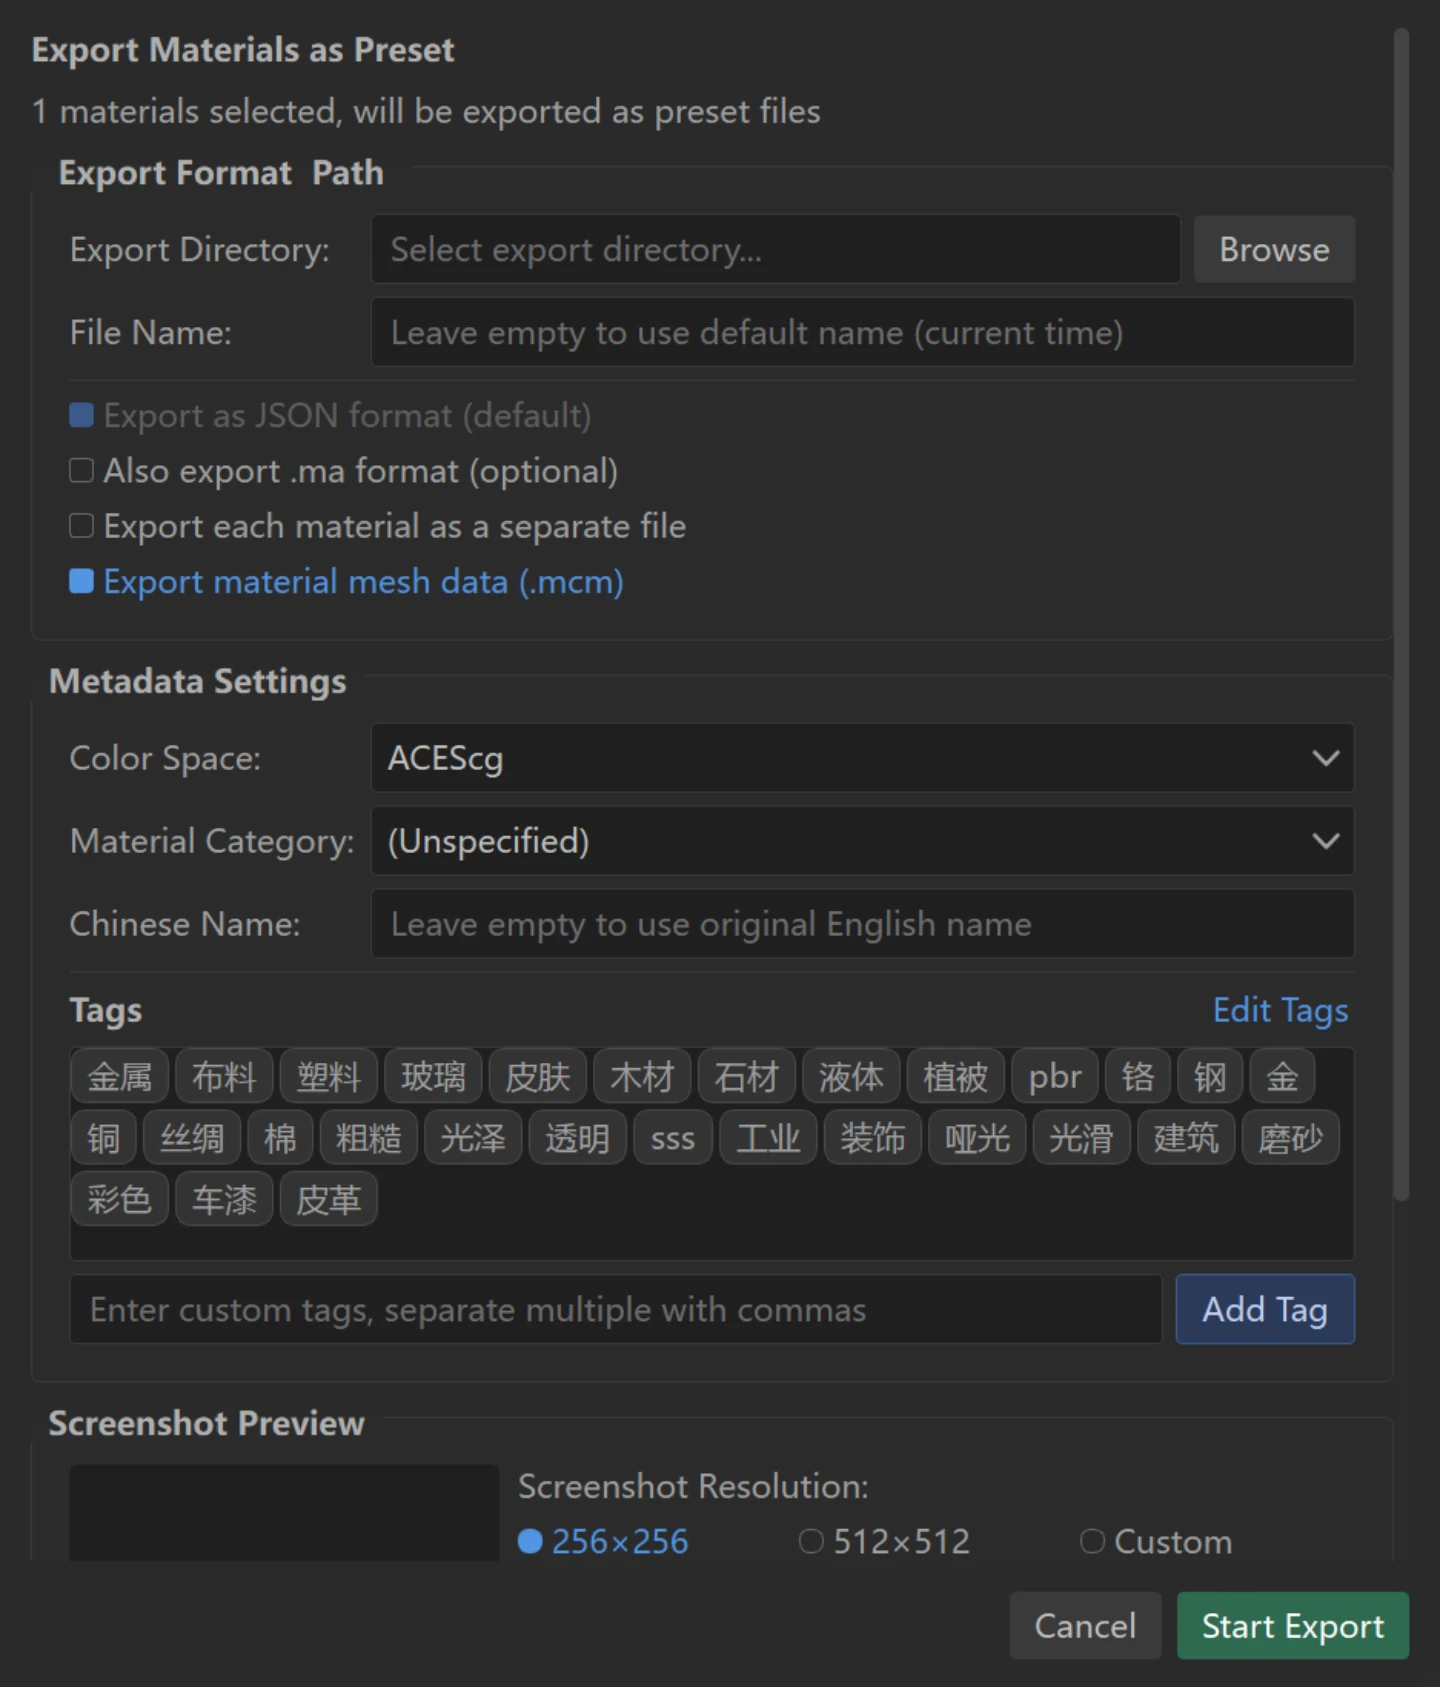 Export Materials as Preset
1 materials selected, will be exported as preset files
Export Format  Path
Export Directory: Select export directory... Browse
File Name: Leave empty to use default name (current time)
Export as JSON format (default)
Also export .ma format (optional)
Export each material as a separate file
Export material mesh data (.mcm)
Metadata Settings
Color Space: ACEScg
Material Category: (Unspecified)
Chinese Name: Leave empty to use original English name
Tags Edit Tags
金属 布料 塑料 玻璃 皮肤 木材 石材 液体 植被 pbr 铬 钢 金
铜 丝绸 棉 粗糙 光泽 透明 sss 工业 装饰 哑光 光滑 建筑 磨砂
彩色 车漆 皮革
Enter custom tags, separate multiple with commas Add Tag
Screenshot Preview
Screenshot Resolution:
256×256 512×512 Custom
Cancel Start Export